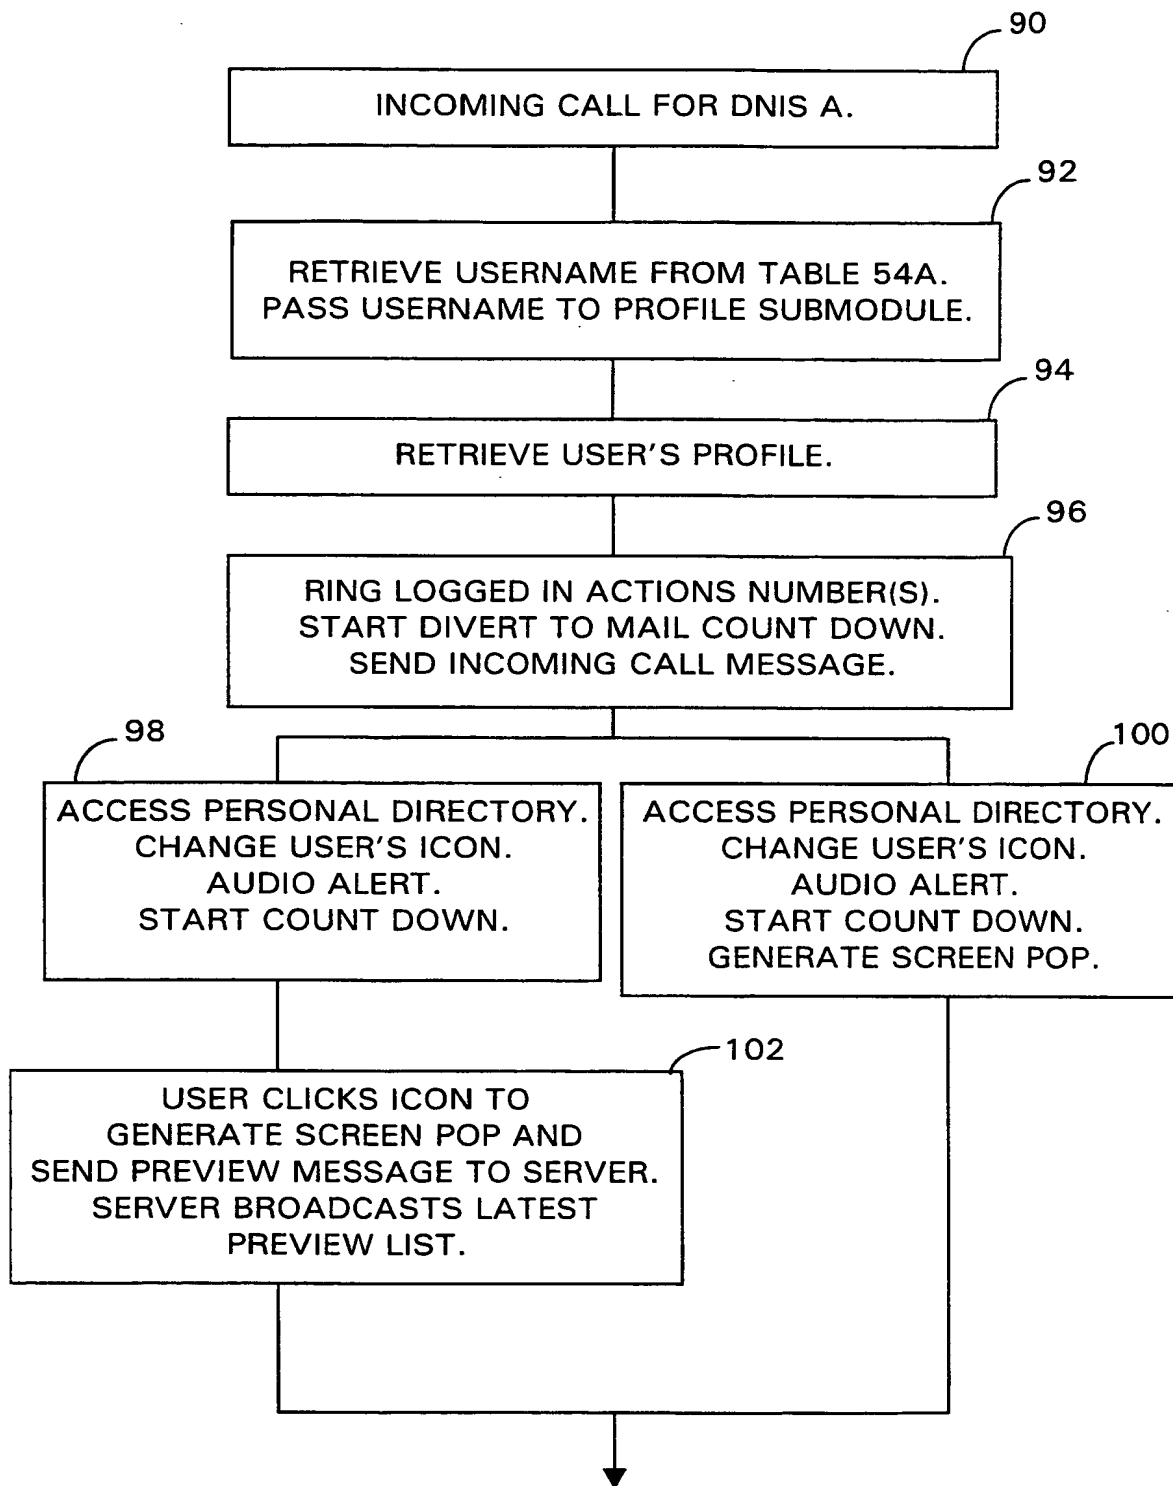 90
INCOMING CALL FOR DNIS A.
92
RETRIEVE USERNAME FROM TABLE 54A.
PASS USERNAME TO PROFILE SUBMODULE.
94
RETRIEVE USER'S PROFILE.
96
RING LOGGED IN ACTIONS NUMBER(S).
START DIVERT TO MAIL COUNT DOWN.
SEND INCOMING CALL MESSAGE.
98
ACCESS PERSONAL DIRECTORY.
CHANGE USER'S ICON.
AUDIO ALERT.
START COUNT DOWN.
100
ACCESS PERSONAL DIRECTORY.
CHANGE USER'S ICON.
AUDIO ALERT.
START COUNT DOWN.
GENERATE SCREEN POP.
102
USER CLICKS ICON TO
GENERATE SCREEN POP AND
SEND PREVIEW MESSAGE TO SERVER.
SERVER BROADCASTS LATEST
PREVIEW LIST.